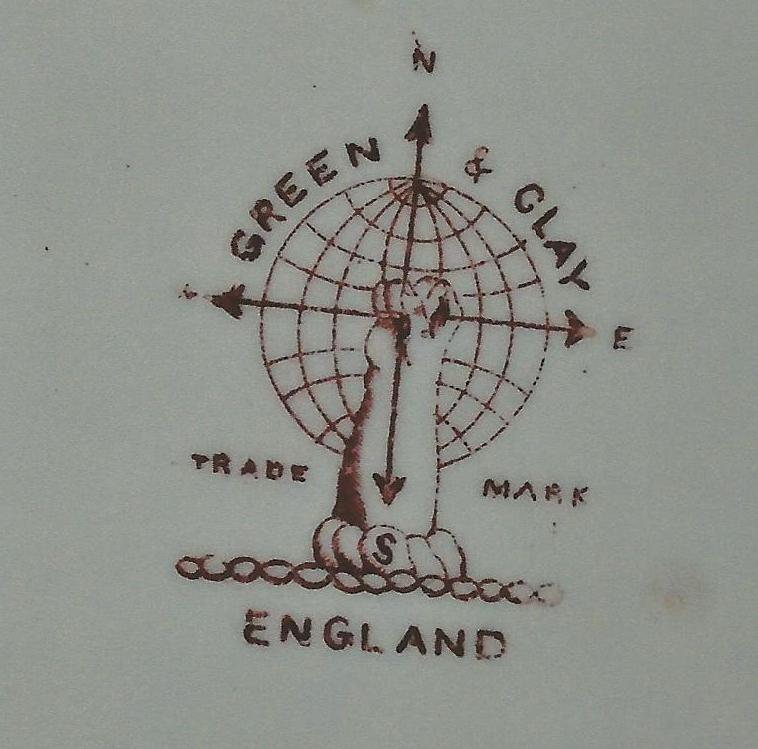 N
GREEN & CLAY
E
TRADE MARK
S
ENGLAND